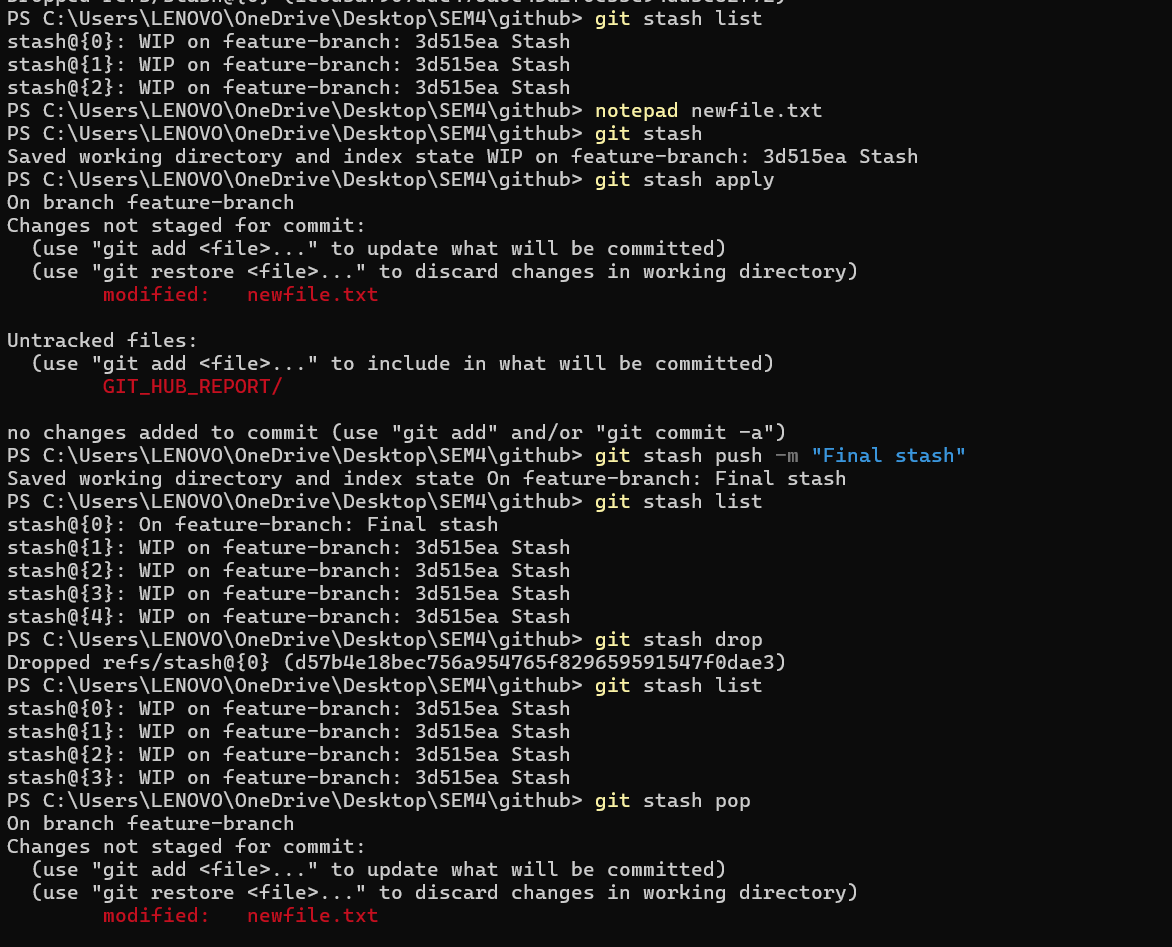 PS C:\Users\LENOVO\OneDrive\Desktop\SEM4\github> git stash list
stash@{0}: WIP on feature-branch: 3d515ea Stash
stash@{1}: WIP on feature-branch: 3d515ea Stash
stash@{2}: WIP on feature-branch: 3d515ea Stash
PS C:\Users\LENOVO\OneDrive\Desktop\SEM4\github> notepad newfile.txt
PS C:\Users\LENOVO\OneDrive\Desktop\SEM4\github> git stash
Saved working directory and index state WIP on feature-branch: 3d515ea Stash
PS C:\Users\LENOVO\OneDrive\Desktop\SEM4\github> git stash apply
On branch feature-branch
Changes not staged for commit:
  (use "git add <file>..." to update what will be committed)
  (use "git restore <file>..." to discard changes in working directory)
        modified:   newfile.txt

Untracked files:
  (use "git add <file>..." to include in what will be committed)
        GIT_HUB_REPORT/

no changes added to commit (use "git add" and/or "git commit -a")
PS C:\Users\LENOVO\OneDrive\Desktop\SEM4\github> git stash push -m "Final stash"
Saved working directory and index state On feature-branch: Final stash
PS C:\Users\LENOVO\OneDrive\Desktop\SEM4\github> git stash list
stash@{0}: On feature-branch: Final stash
stash@{1}: WIP on feature-branch: 3d515ea Stash
stash@{2}: WIP on feature-branch: 3d515ea Stash
stash@{3}: WIP on feature-branch: 3d515ea Stash
stash@{4}: WIP on feature-branch: 3d515ea Stash
PS C:\Users\LENOVO\OneDrive\Desktop\SEM4\github> git stash drop
Dropped refs/stash@{0} (d57b4e18bec756a954765f829659591547f0dae3)
PS C:\Users\LENOVO\OneDrive\Desktop\SEM4\github> git stash list
stash@{0}: WIP on feature-branch: 3d515ea Stash
stash@{1}: WIP on feature-branch: 3d515ea Stash
stash@{2}: WIP on feature-branch: 3d515ea Stash
stash@{3}: WIP on feature-branch: 3d515ea Stash
PS C:\Users\LENOVO\OneDrive\Desktop\SEM4\github> git stash pop
On branch feature-branch
Changes not staged for commit:
  (use "git add <file>..." to update what will be committed)
  (use "git restore <file>..." to discard changes in working directory)
        modified:   newfile.txt